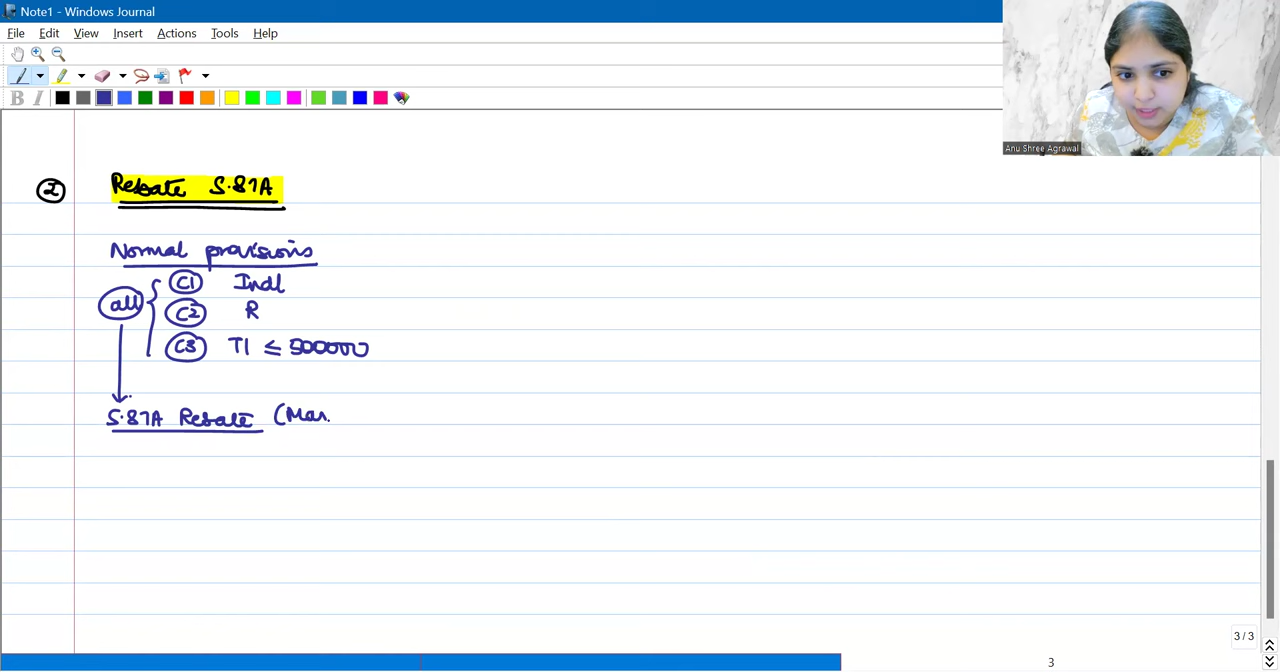 Note1 - Windows Journal
File Edit View Insert Actions Tools Help
B I
Anu Shree Agrawal
2 Rebate S.87A
Normal provisions
C1 Indl
all C2 R
C3 TI ≤ 500000
S.87A Rebate (Max.
3 / 3
3